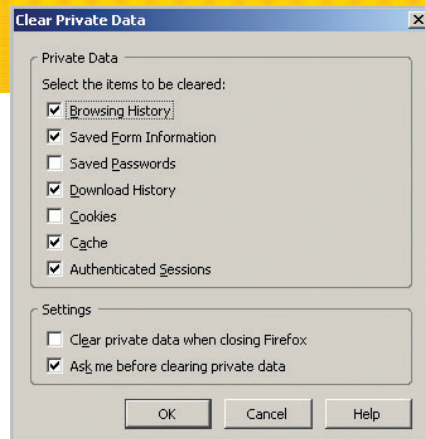 Clear Private Data
Private Data
Select the items to be cleared:
Browsing History
Saved Form Information
Saved Passwords
Download History
Cookies
Cache
Authenticated Sessions
Settings
Clear private data when closing Firefox
Ask me before clearing private data
OK Cancel Help